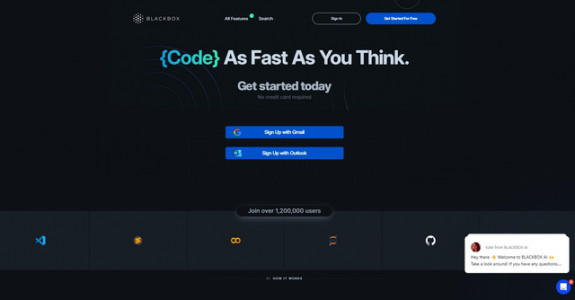 BLACKBOX
All Features
Search
Sign In
Get Started For Free
{Code} As Fast As You Think.
Get started today
No credit card required
Sign Up with Gmail
Sign Up with Outlook
Join over 1,200,000 users
HOW IT WORKS
from BLACKBOX AI
Hey there 👋 Welcome to BLACKBOX AI 🙌
Take a look around! If you have any questions...